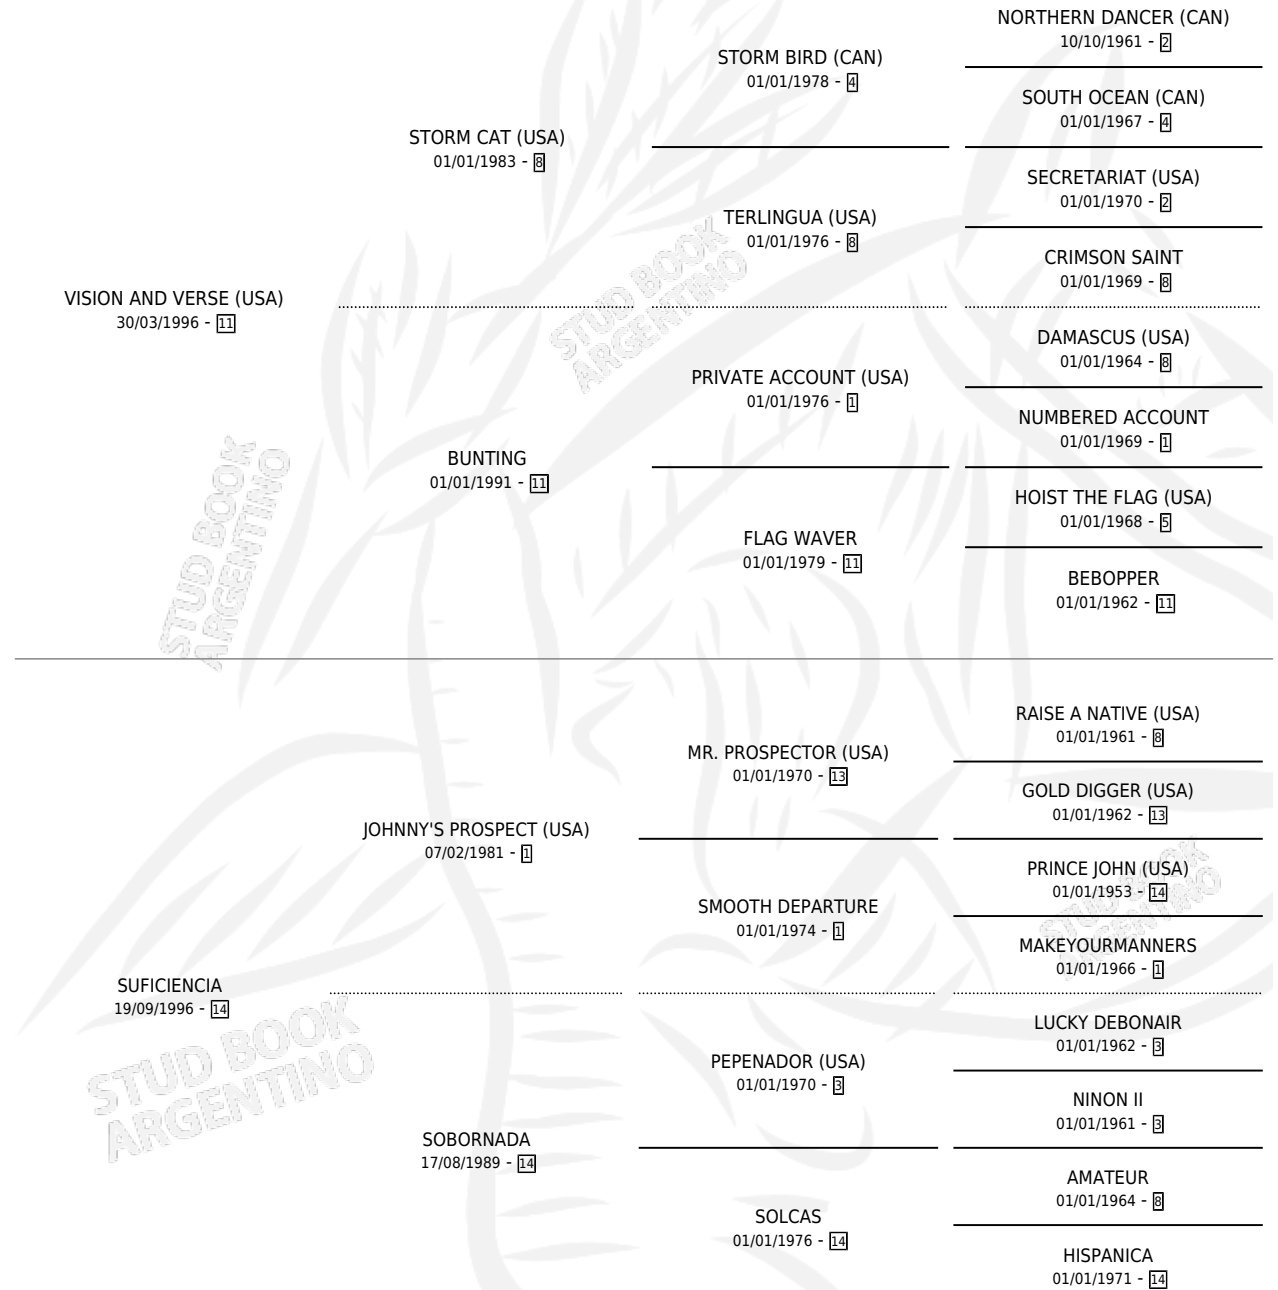 VISION AND VERSE (USA)
30/03/1996 - 11
STORM CAT (USA)
01/01/1983 - 8
BUNTING
01/01/1991 - 11
STORM BIRD (CAN)
01/01/1978 - 4
TERLINGUA (USA)
01/01/1976 - 8
PRIVATE ACCOUNT (USA)
01/01/1976 - 1
FLAG WAVER
01/01/1979 - 11
NORTHERN DANCER (CAN)
10/10/1961 - 2
SOUTH OCEAN (CAN)
01/01/1967 - 4
SECRETARIAT (USA)
01/01/1970 - 2
CRIMSON SAINT
01/01/1969 - 8
DAMASCUS (USA)
01/01/1964 - 8
NUMBERED ACCOUNT
01/01/1969 - 1
HOIST THE FLAG (USA)
01/01/1968 - 5
BEBOPPER
01/01/1962 - 11
STUD BOOK
ARGENTINO
STUD BOOK
ARGENTINO
SUFICIENCIA
19/09/1996 - 14
JOHNNY'S PROSPECT (USA)
07/02/1981 - 1
SOBORNADA
17/08/1989 - 14
MR. PROSPECTOR (USA)
01/01/1970 - 13
SMOOTH DEPARTURE
01/01/1974 - 1
PEPENADOR (USA)
01/01/1970 - 3
SOLCAS
01/01/1976 - 14
RAISE A NATIVE (USA)
01/01/1961 - 8
GOLD DIGGER (USA)
01/01/1962 - 13
PRINCE JOHN (USA)
01/01/1953 - 14
MAKEYOURMANNERS
01/01/1966 - 1
LUCKY DEBONAIR
01/01/1962 - 3
NINON II
01/01/1961 - 3
AMATEUR
01/01/1964 - 8
HISPANICA
01/01/1971 - 14
STUD BOOK
ARGENTINO
STUD BOOK
ARGENTINO